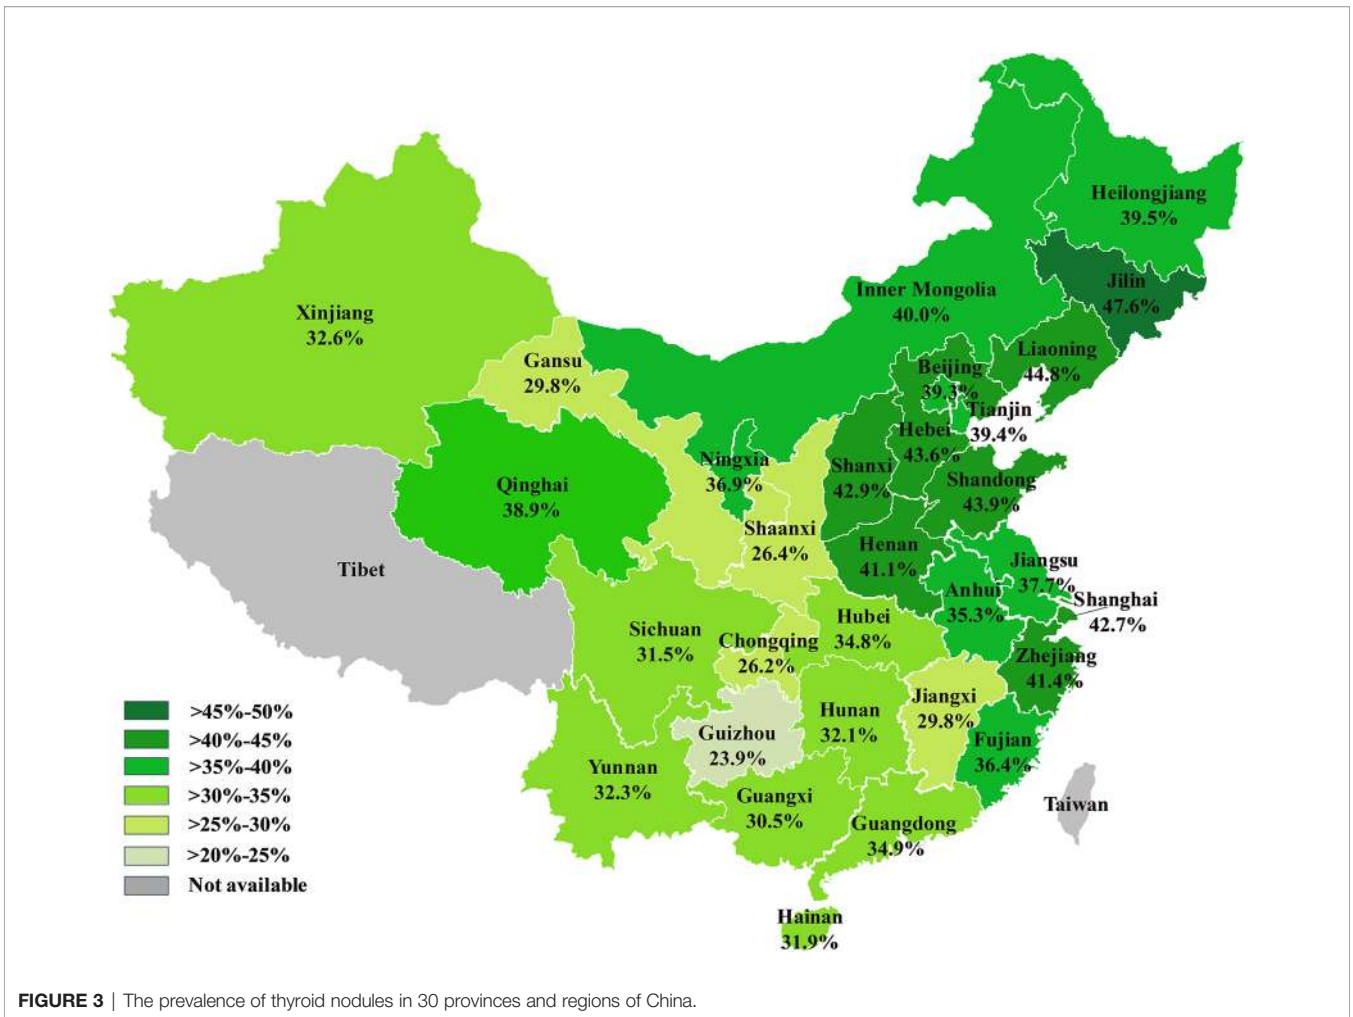 Heilongjiang
39.5%
Jilin
47.6%
Inner Mongolia
40.0%
Xinjiang
32.6%
Liaoning
44.8%
Beijing
39.3%
Gansu
29.8%
Tianjin
39.4%
Hebei
43.6%
Ningxia
36.9%
Shanxi
42.9%
Shandong
43.9%
Qinghai
38.9%
Shaanxi
26.4%
Henan
41.1%
Jiangsu
37.7%
Tibet
Anhui
35.3%
Shanghai
42.7%
Hubei
34.8%
Sichuan
31.5%
Chongqing
26.2%
Zhejiang
41.4%
Jiangxi
29.8%
Hunan
32.1%
Guizhou
23.9%
Fujian
36.4%
Yunnan
32.3%
Guangxi
30.5%
Taiwan
Guangdong
34.9%
Hainan
31.9%
>45%-50%
>40%-45%
>35%-40%
>30%-35%
>25%-30%
>20%-25%
Not available
FIGURE 3 | The prevalence of thyroid nodules in 30 provinces and regions of China.